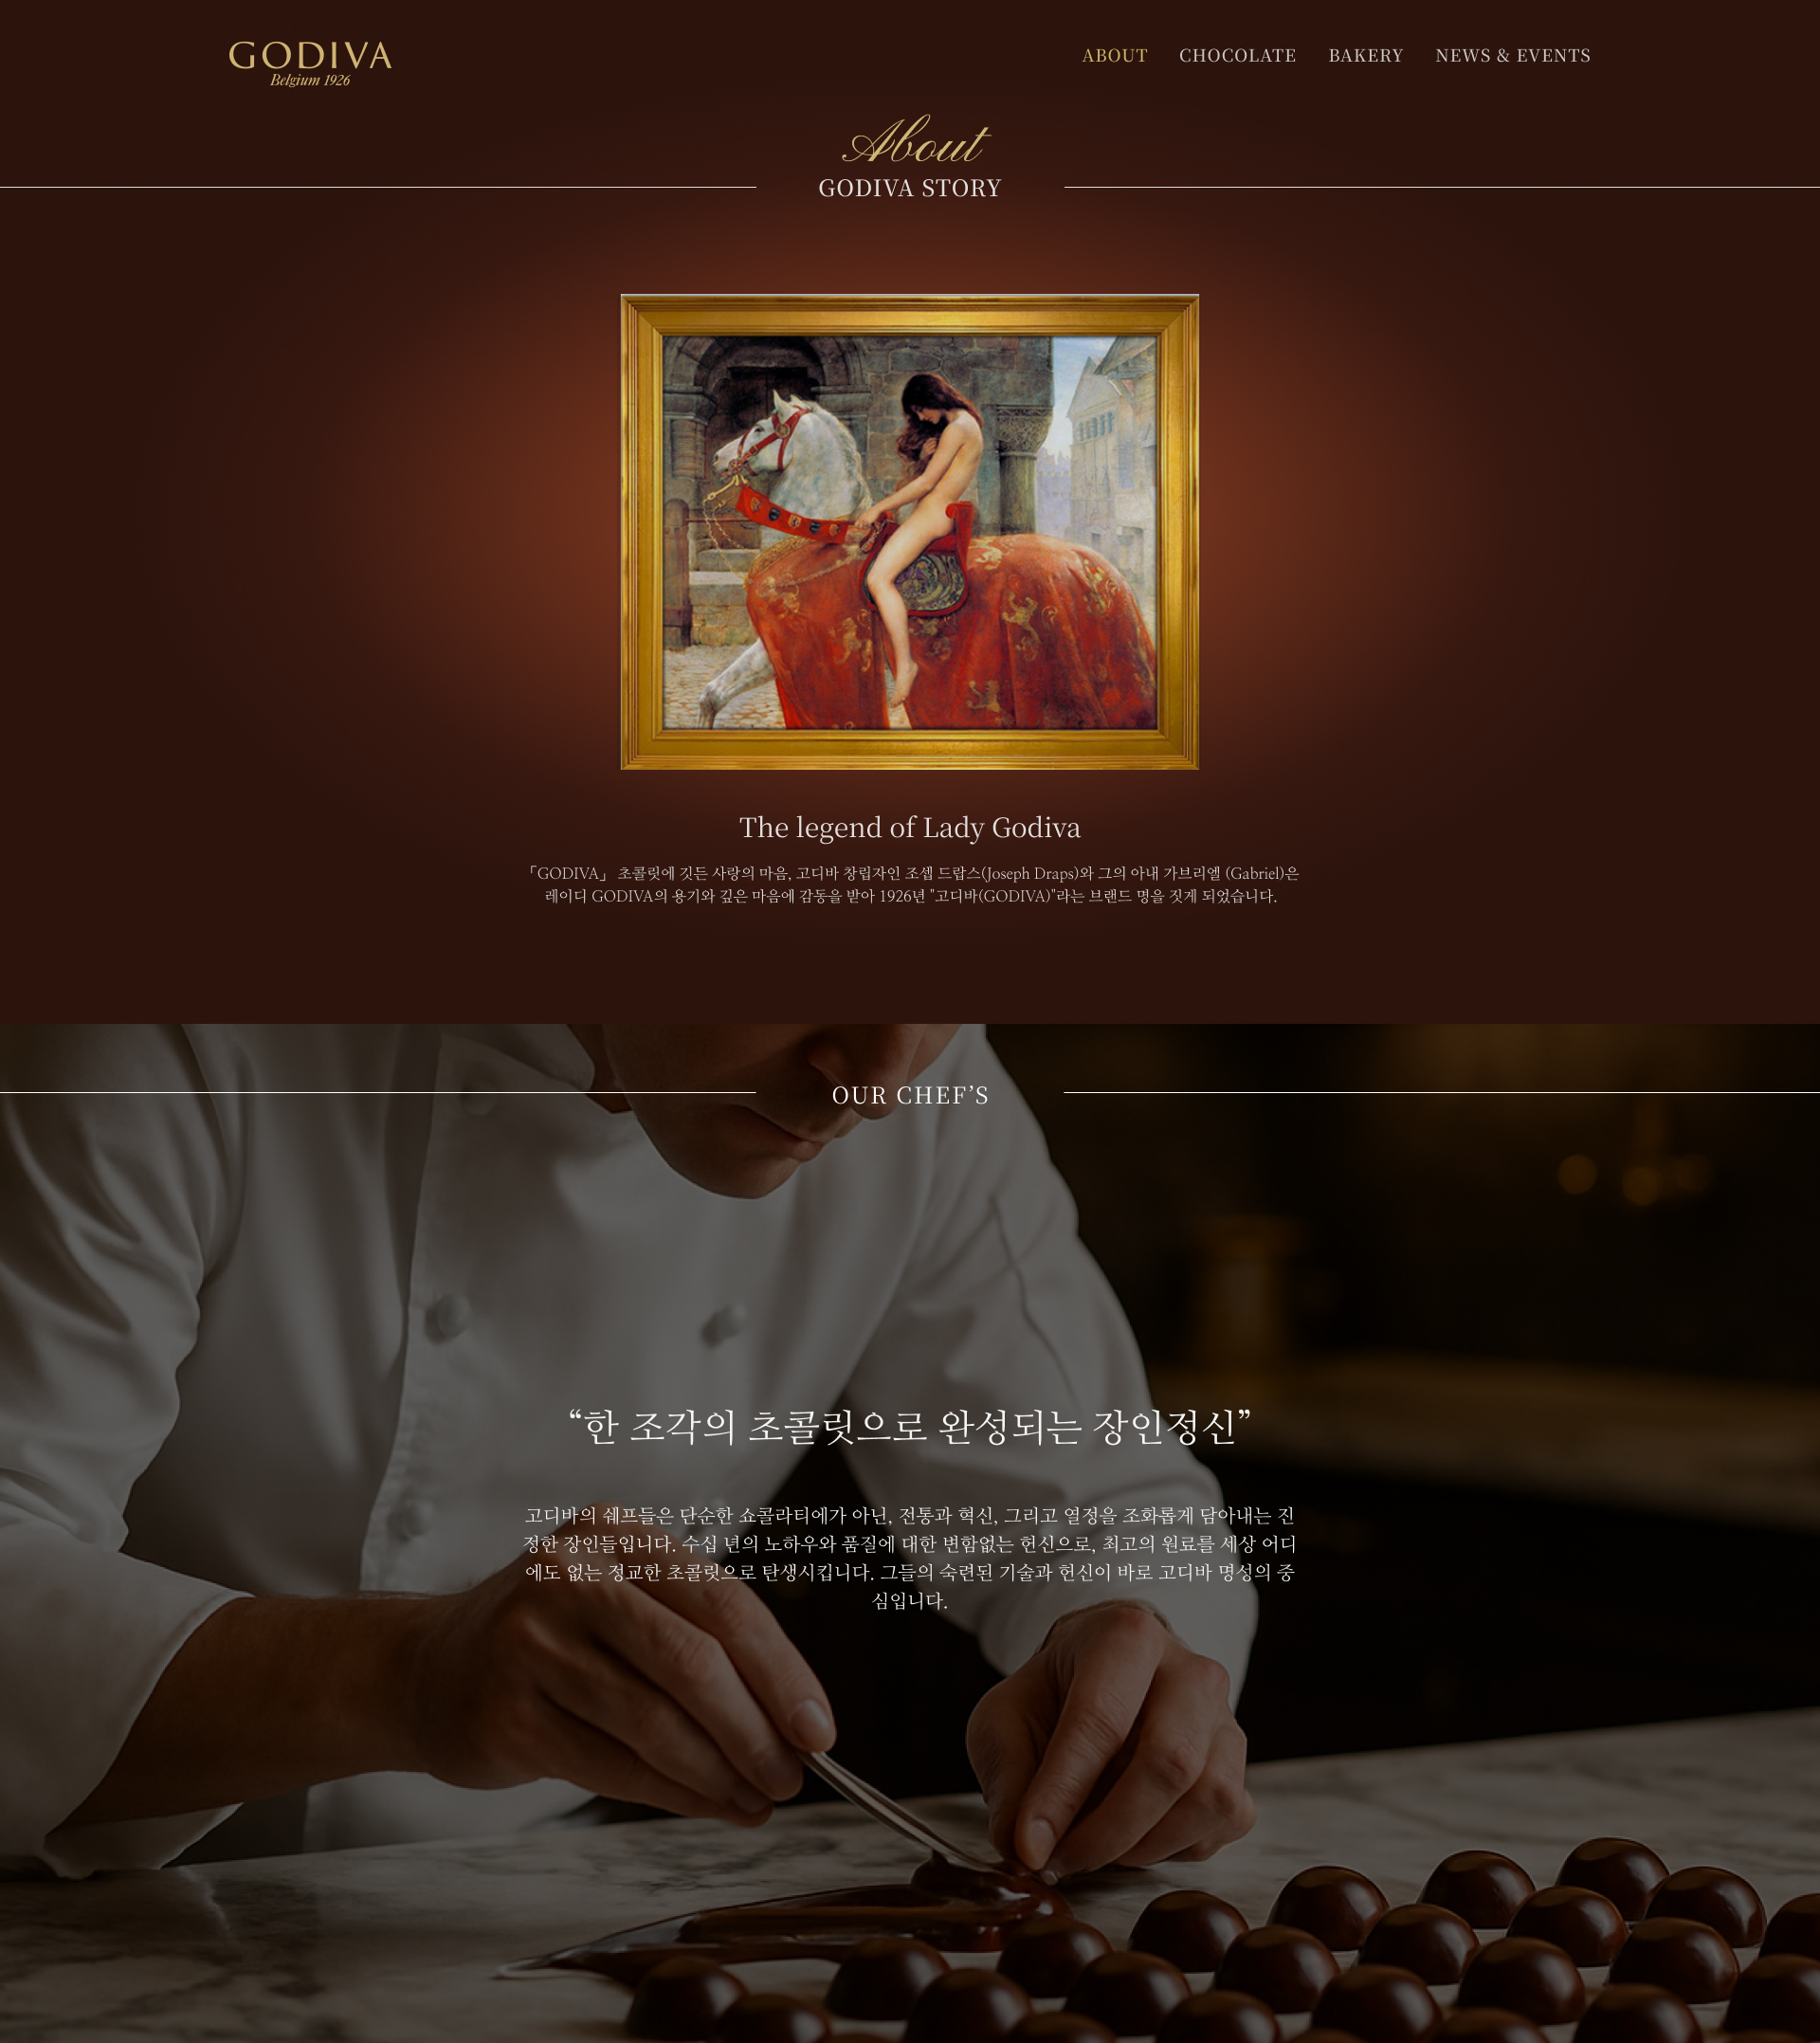 GODIVA
Belgium 1926
ABOUT CHOCOLATE BAKERY NEWS & EVENTS
About
GODIVA STORY
The legend of Lady Godiva
「GODIVA」 초콜릿에 깃든 사랑의 마음, 고디바 창립자인 조셉 드랍스(Joseph Draps)와 그의 아내 가브리엘 (Gabriel)은
레이디 GODIVA의 용기와 깊은 마음에 감동을 받아 1926년 "고디바(GODIVA)"라는 브랜드 명을 짓게 되었습니다.
OUR CHEF’S
“한 조각의 초콜릿으로 완성되는 장인정신”
고디바의 쉐프들은 단순한 쇼콜라티에가 아닌, 전통과 혁신, 그리고 열정을 조화롭게 담아내는 진
정한 장인들입니다. 수십 년의 노하우와 품질에 대한 변함없는 헌신으로, 최고의 원료를 세상 어디
에도 없는 정교한 초콜릿으로 탄생시킵니다. 그들의 숙련된 기술과 헌신이 바로 고디바 명성의 중
심입니다.